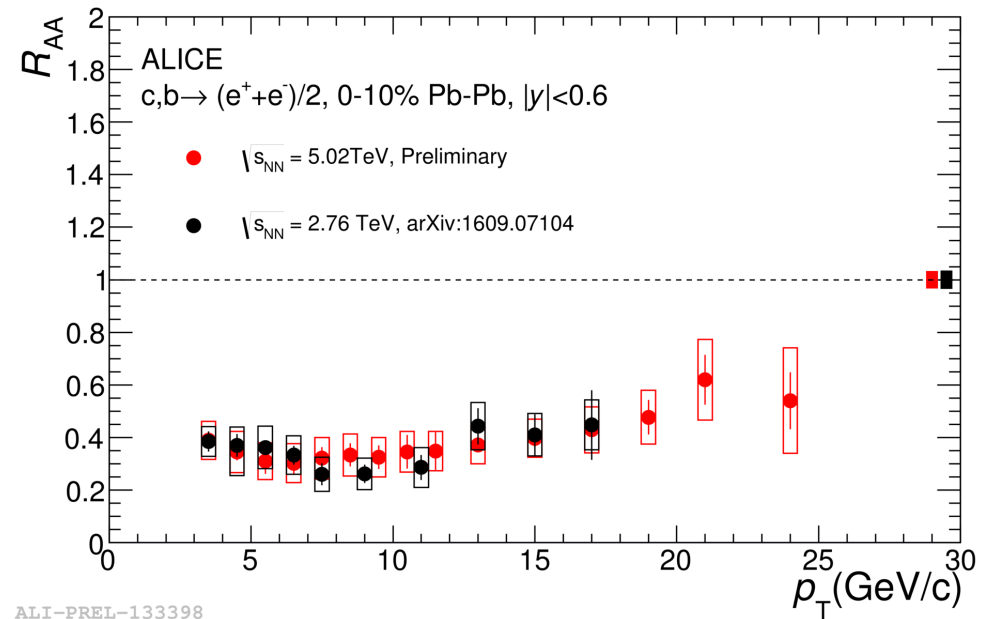 R_AA
2
1.8
1.6
1.4
1.2
1
0.8
0.6
0.4
0.2
0
ALICE
c,b→ (e⁺+e⁻)/2, 0-10% Pb-Pb, |y|<0.6
√s_NN = 5.02TeV, Preliminary
√s_NN = 2.76 TeV, arXiv:1609.07104
0 5 10 15 20 25 30
p_T(GeV/c)
ALI-PREL-133398